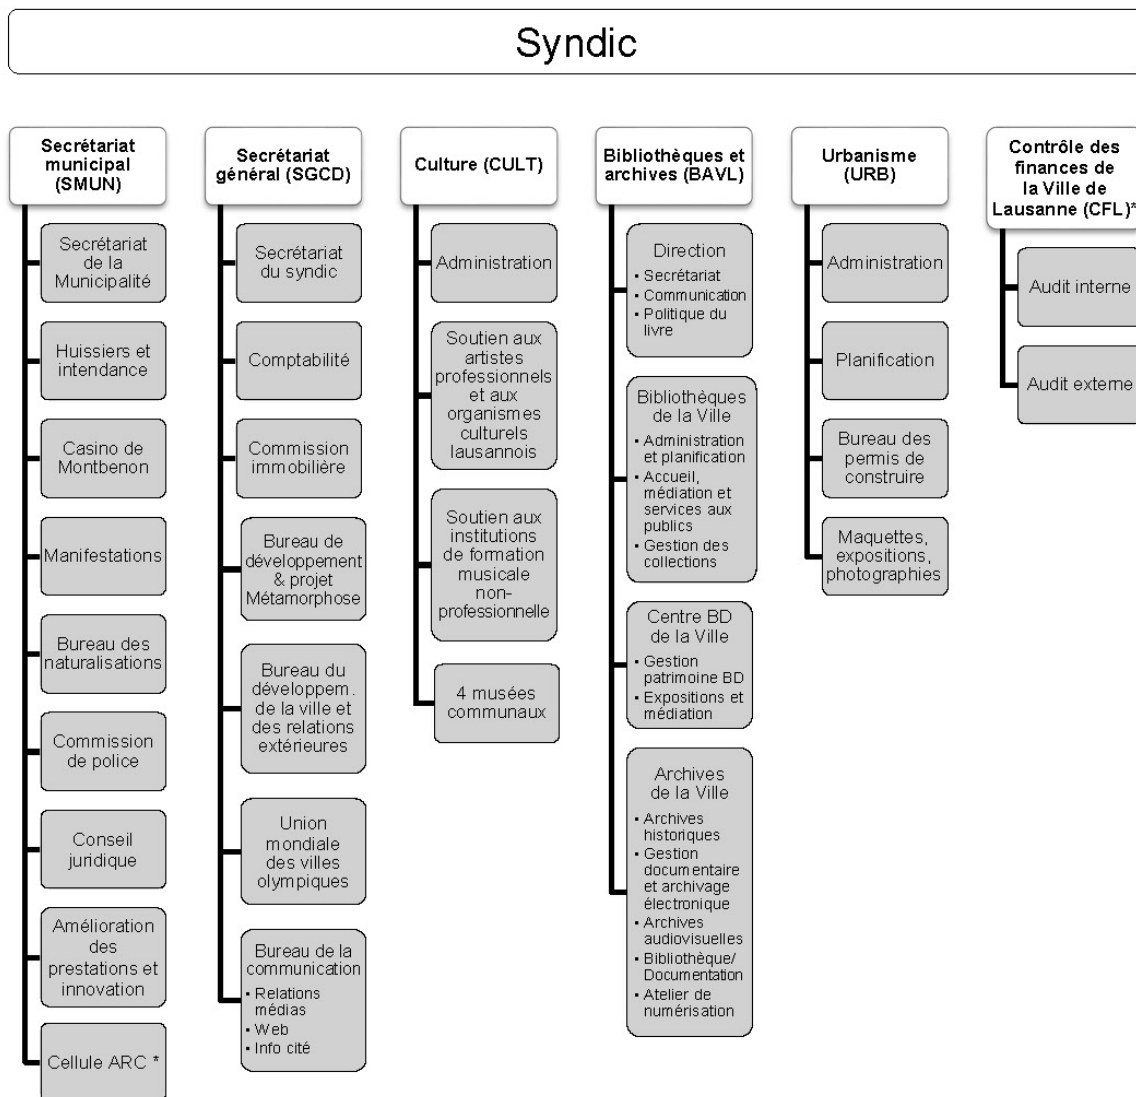 Syndic
Secrétariat
municipal
(SMUN)
Secrétariat
de la
Municipalité
Huissiers et
intendance
Casino de
Montbenon
Manifestations
Bureau des
naturalisations
Commission
de police
Conseil
juridique
Amélioration
des
prestations et
innovation
Cellule ARC *
Secrétariat
général (SGCD)
Secrétariat
du syndic
Comptabilité
Commission
immobilière
Bureau de
développement
& projet
Métamorphose
Bureau du
développem.
de la ville et
des relations
extérieures
Union
mondiale
des villes
olympiques
Bureau de la
communication
• Relations
médias
• Web
• Info cité
Culture (CULT)
Administration
Soutien aux
artistes
professionnels
et aux
organismes
culturels
lausannois
Soutien aux
institutions
de formation
musicale
non-
professionnelle
4 musées
communaux
Bibliothèques et
archives (BAVL)
Direction
• Secrétariat
• Communication
• Politique du
livre
Bibliothèques
de la Ville
• Administration
et planification
• Accueil,
médiation et
services aux
publics
• Gestion des
collections
Centre BD
de la Ville
• Gestion
patrimoine BD
• Expositions et
médiation
Archives
de la Ville
• Archives
historiques
• Gestion
documentaire
et archivage
électronique
• Archives
audiovisuelles
• Bibliothèque/
Documentation
• Atelier de
numérisation
Urbanisme
(URB)
Administration
Planification
Bureau des
permis de
construire
Maquettes,
expositions,
photographies
Contrôle des
finances de
la Ville de
Lausanne (CFL)*
Audit interne
Audit externe